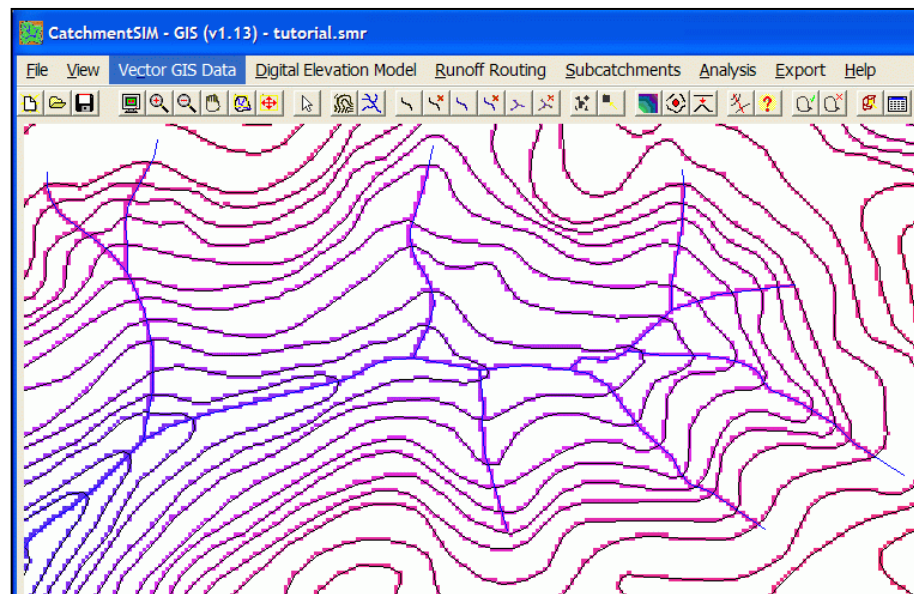 CatchmentSIM - GIS (v1.13) - tutorial.smr
File View Vector GIS Data Digital Elevation Model Runoff Routing Subcatchments Analysis Export Help